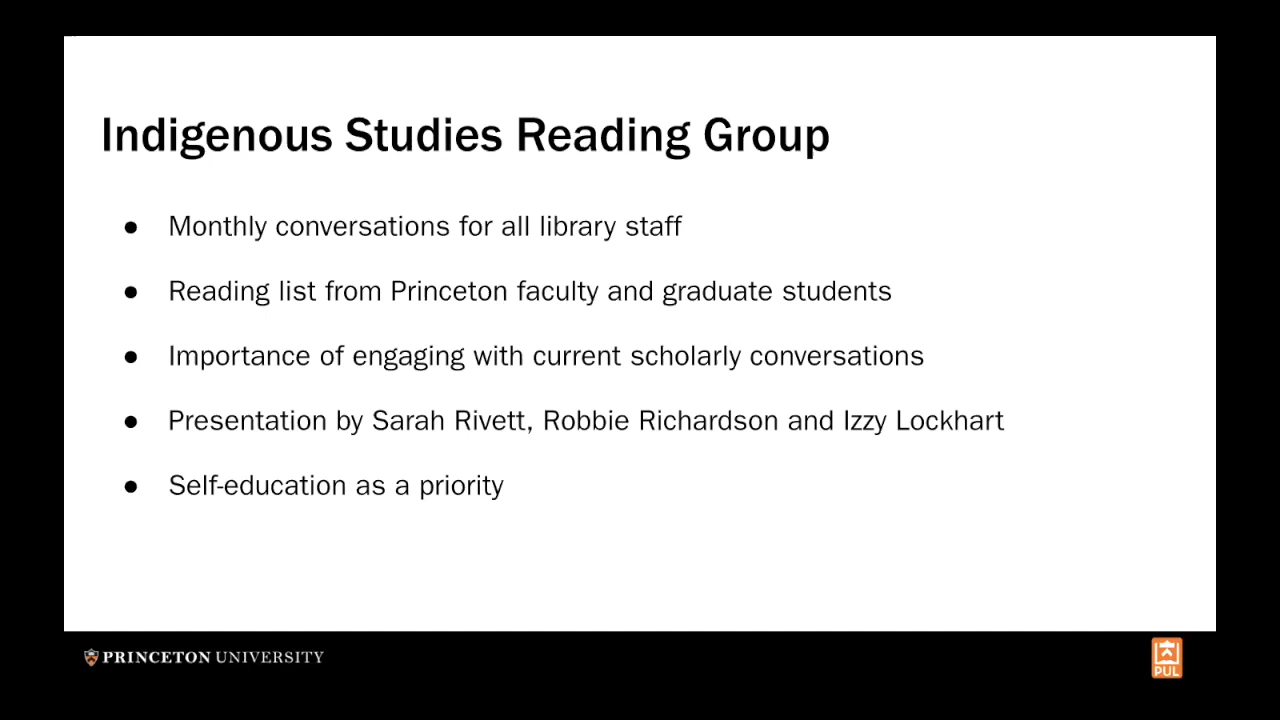 Indigenous Studies Reading Group
● Monthly conversations for all library staff
● Reading list from Princeton faculty and graduate students
● Importance of engaging with current scholarly conversations
● Presentation by Sarah Rivett, Robbie Richardson and Izzy Lockhart
● Self-education as a priority
PRINCETON UNIVERSITY
PUL